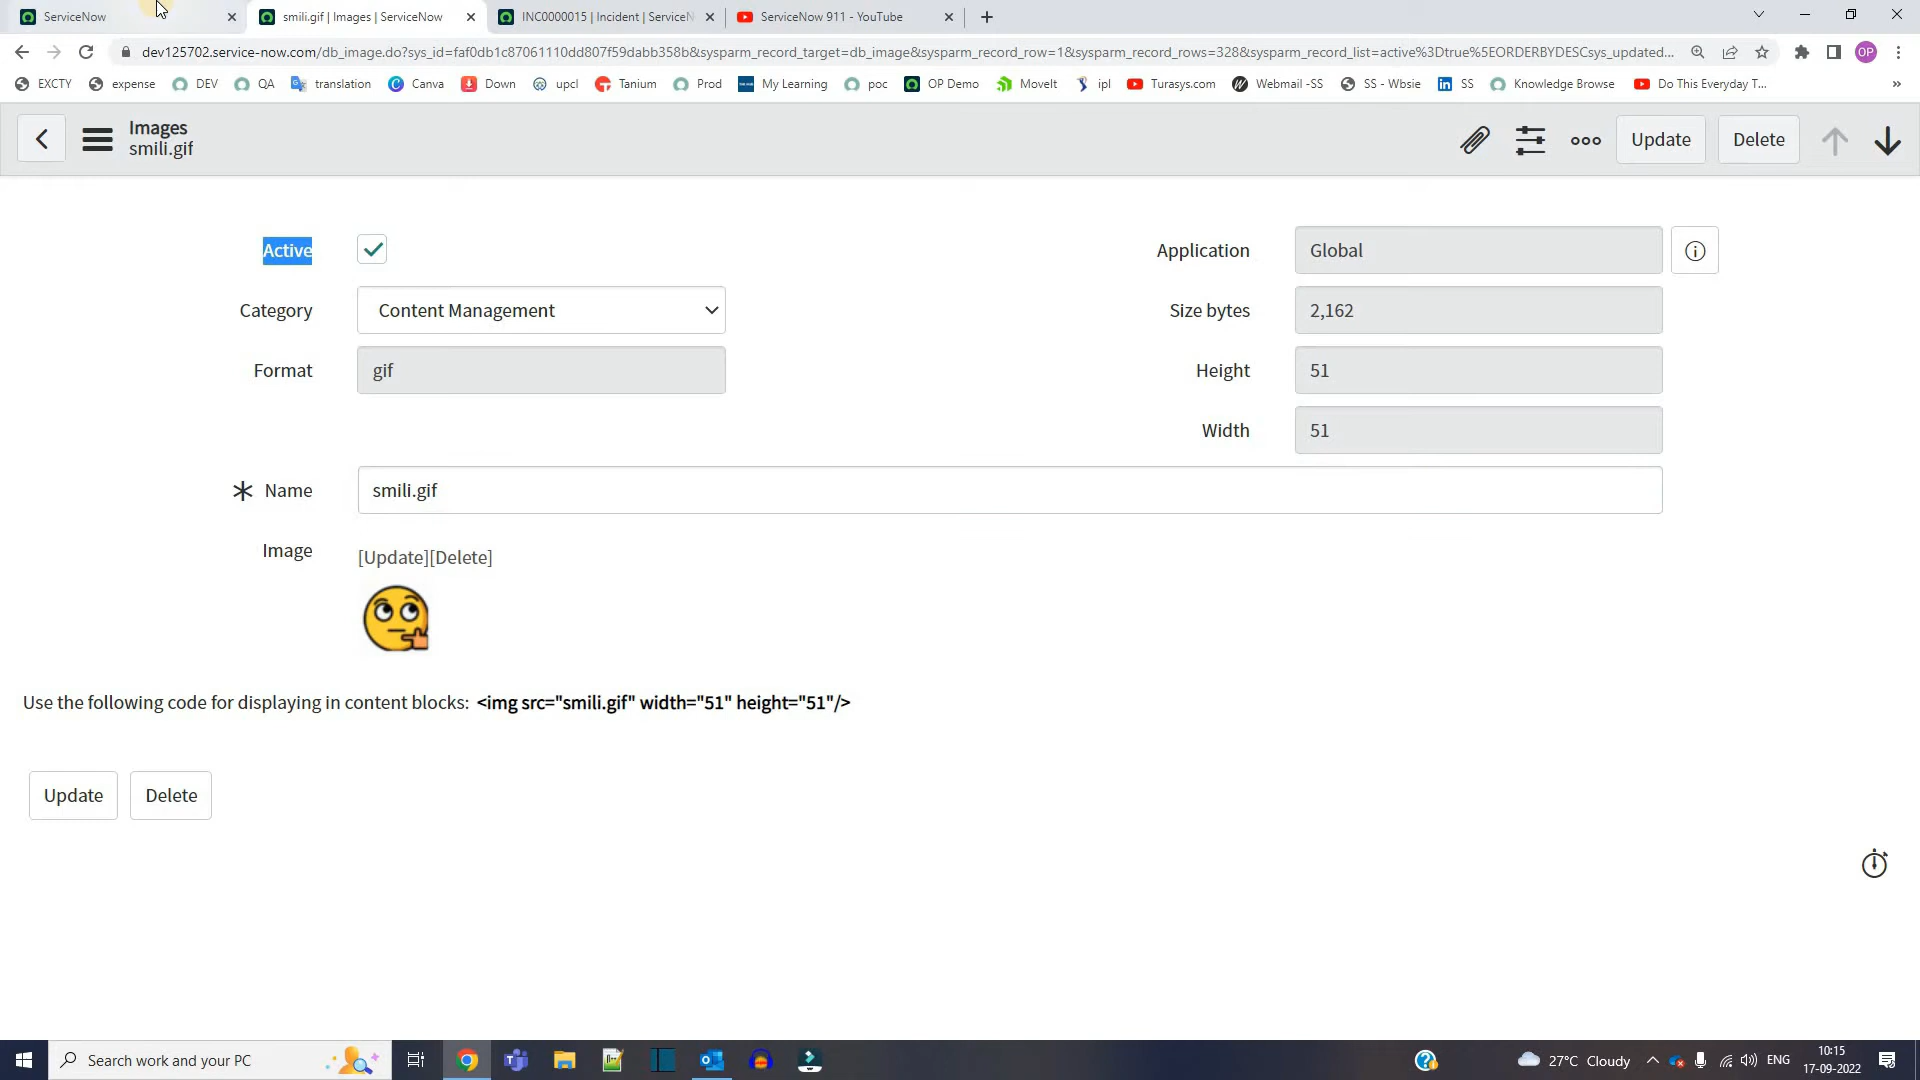 ServiceNow
smili.gif | Images | ServiceNow
INC0000015 | Incident | ServiceN
ServiceNow 911 - YouTube
dev125702.service-now.com/db_image.do?sys_id=faf0db1c87061110dd807f59dabb358b&sysparm_record_target=db_image&sysparm_record_row=1&sysparm_record_rows=328&sysparm_record_list=active%3Dtrue%5EORDERBYDESCsys_updated...
OP
EXCTY
expense
DEV
QA
translation
Canva
Down
upcl
Tanium
Prod
My Learning
poc
OP Demo
MoveIt
ipl
Turasys.com
Webmail -SS
SS - Wbsie
SS
Knowledge Browse
Do This Everyday T...
»
Images
smili.gif
Update
Delete
Active
Application
Global
Category
Content Management
Size bytes
2,162
Format
gif
Height
51
Width
51
Name
smili.gif
Image
[Update][Delete]
Use the following code for displaying in content blocks: <img src="smili.gif" width="51" height="51"/>
Update
Delete
Search work and your PC
27°C Cloudy
ENG
10:15
17-09-2022